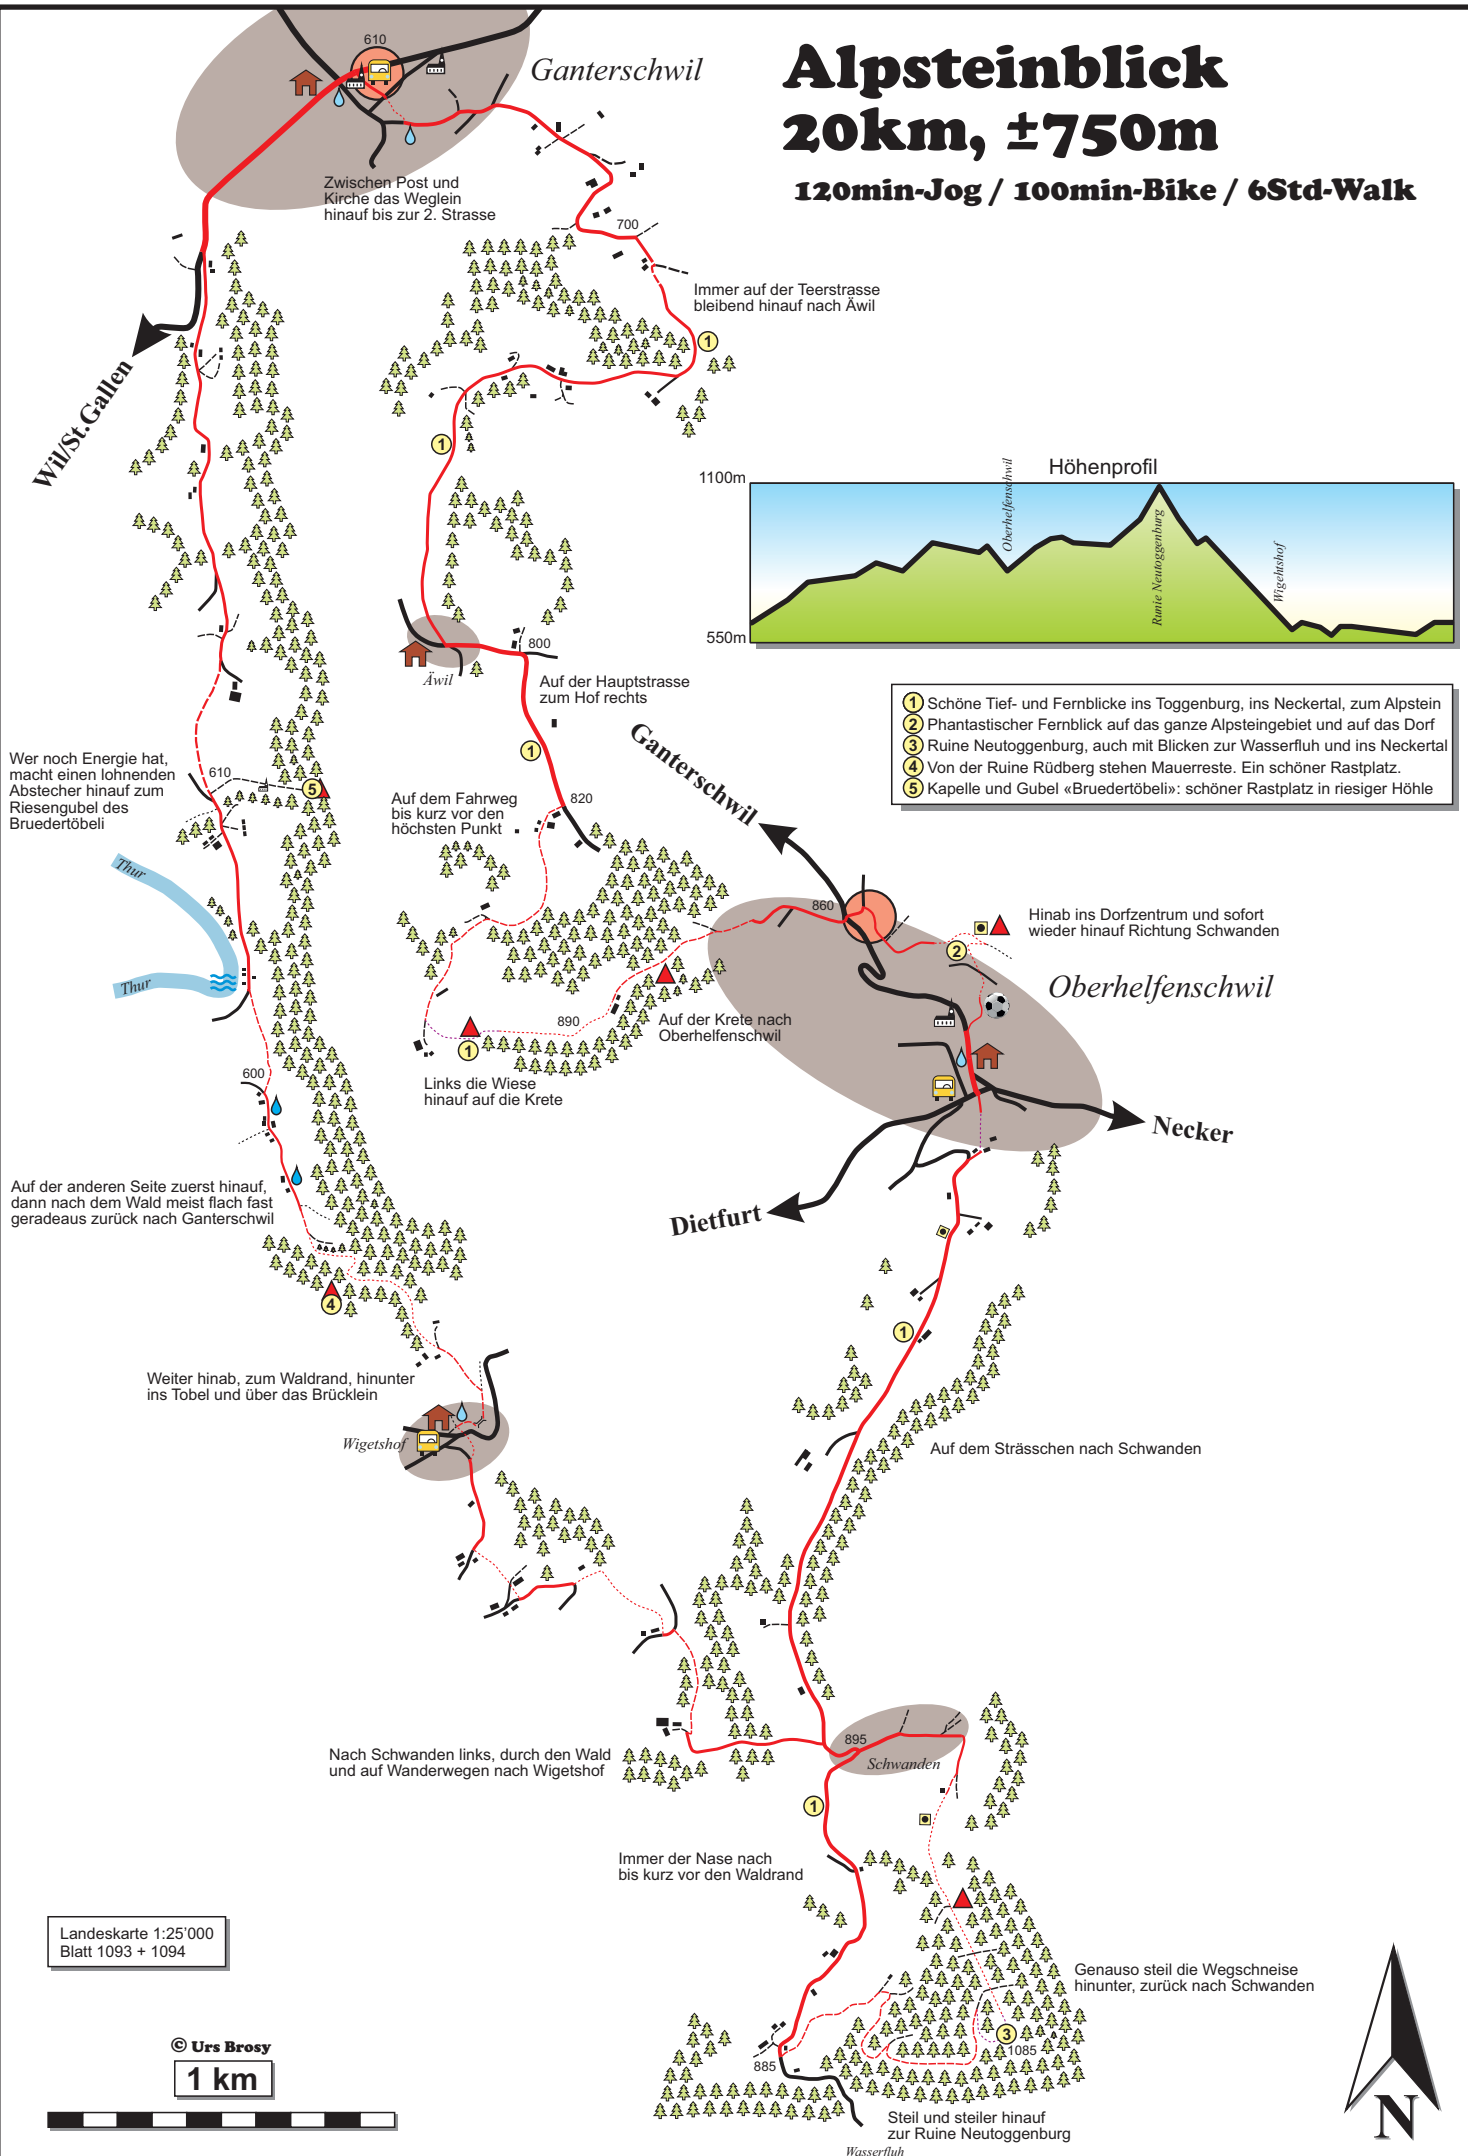 Alpsteinblick
20km, ±750m
120min-Jog / 100min-Bike / 6Std-Walk
610
Ganterschwil
Zwischen Post und
Kirche das Weglein
hinauf bis zur 2. Strasse
700
Immer auf der Teerstrasse
bleibend hinauf nach Äwil
1
Wil/St.Gallen
1
Höhenprofil
1100m
550m
Oberhelfenschwil
Runie Neutoggenburg
Wigehtshof
800
Äwil
Auf der Hauptstrasse
zum Hof rechts
1
1 Schöne Tief- und Fernblicke ins Toggenburg, ins Neckertal, zum Alpstein
2 Phantastischer Fernblick auf das ganze Alpsteingebiet und auf das Dorf
3 Ruine Neutoggenburg, auch mit Blicken zur Wasserfluh und ins Neckertal
4 Von der Ruine Rüdberg stehen Mauerreste. Ein schöner Rastplatz.
5 Kapelle und Gubel «Bruedertöbeli»: schöner Rastplatz in riesiger Höhle
Ganterschwil
Wer noch Energie hat,
macht einen lohnenden
Abstecher hinauf zum
Riesengubel des
Bruedertöbeli
610
5
Auf dem Fahrweg
bis kurz vor den
höchsten Punkt
820
Thur
Thur
860
Hinab ins Dorfzentrum und sofort
wieder hinauf Richtung Schwanden
2
Oberhelfenschwil
890
Auf der Krete nach
Oberhelfenschwil
1
Links die Wiese
hinauf auf die Krete
600
Necker
Dietfurt
Auf der anderen Seite zuerst hinauf,
dann nach dem Wald meist flach fast
geradeaus zurück nach Ganterschwil
4
1
Weiter hinab, zum Waldrand, hinunter
ins Tobel und über das Brücklein
Wigetshof
Auf dem Strässchen nach Schwanden
Nach Schwanden links, durch den Wald
und auf Wanderwegen nach Wigetshof
895
Schwanden
1
Immer der Nase nach
bis kurz vor den Waldrand
Landeskarte 1:25'000
Blatt 1093 + 1094
Genauso steil die Wegschneise
hinunter, zurück nach Schwanden
3
1085
885
© Urs Brosy
1 km
Steil und steiler hinauf
zur Ruine Neutoggenburg
Wasserfluh
N